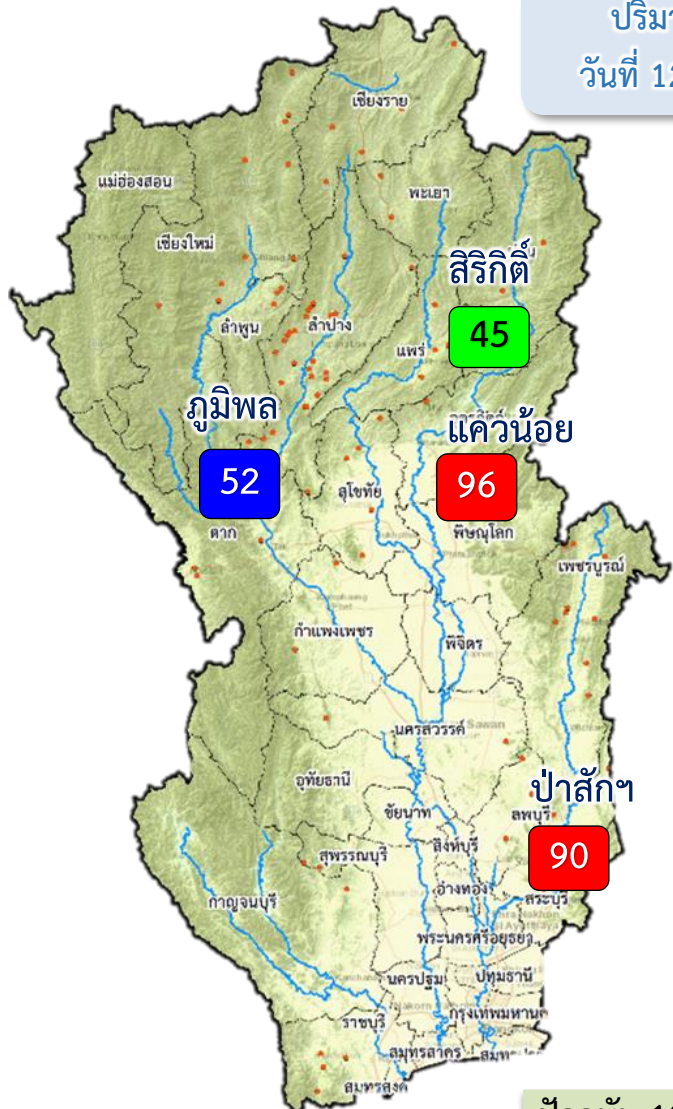 ปริมา
วันที่ 12
เชียงราย
แม่ฮ่องสอน
พะเยา
เชียงใหม่
สิริกิติ์
45
ลำพูน
ลำปาง
แพร่
ภูมิพล
แควน้อย
52
96
สุโขทัย
ตาก
พิษณุโลก
เพชรบูรณ์
กำแพงเพชร
พิจิตร
นครสวรรค์
Sawan
อุทัยธานี
ป่าสักฯ
ชัยนาท
ลพบุรี
สิงห์บุรี
90
สุพรรณบุรี
อ่างทอง
กาญจนบุรี
สระบุรี
พระนครศรีอยุธยา
นครปฐม
ปทุมธานี
กรุงเทพมหานค
ราชบุรี
สมุทรสาคร
สมุทรสงค